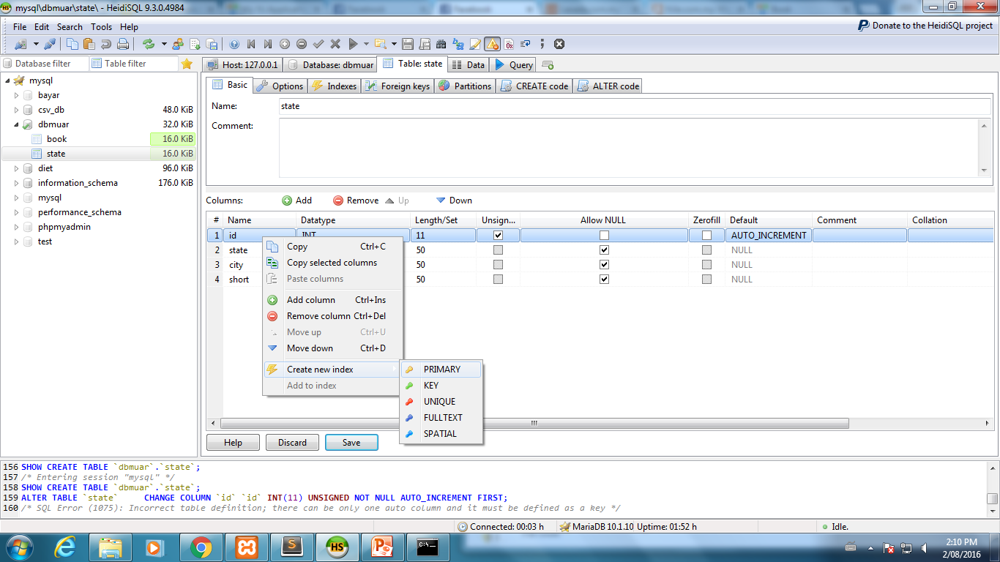 mysql\dbmuar\state\ - HeidiSQL 9.3.0.4984
File Edit Search Tools Help
Donate to the HeidiSQL project
Database filter Table filter
Host: 127.0.0.1 Database: dbmuar Table: state Data Query
mysql
bayar
csv_db 48.0 KiB
dbmuar 32.0 KiB
book 16.0 KiB
state 16.0 KiB
diet 96.0 KiB
information_schema 176.0 KiB
mysql
performance_schema
phpmyadmin
test
Basic Options Indexes Foreign keys Partitions CREATE code ALTER code
Name: state
Comment:
Columns: Add Remove Up Down
# Name Datatype Length/Set Unsign... Allow NULL Zerofill Default Comment Collation
1 id INT 11 AUTO_INCREMENT
2 state 50 NULL
3 city 50 NULL
4 short 50 NULL
Copy Ctrl+C
Copy selected columns
Paste columns
Add column Ctrl+Ins
Remove column Ctrl+Del
Move up Ctrl+U
Move down Ctrl+D
Create new index
Add to index
PRIMARY
KEY
UNIQUE
FULLTEXT
SPATIAL
Help Discard Save
156 SHOW CREATE TABLE `dbmuar`.`state`;
157 /* Entering session "mysql" */
158 SHOW CREATE TABLE `dbmuar`.`state`;
159 ALTER TABLE `state` CHANGE COLUMN `id` `id` INT(11) UNSIGNED NOT NULL AUTO_INCREMENT FIRST;
160 /* SQL Error (1075): Incorrect table definition; there can be only one auto column and it must be defined as a key */
Connected: 00:03 h MariaDB 10.1.10 Uptime: 01:52 h Idle.
2:10 PM
2/08/2016